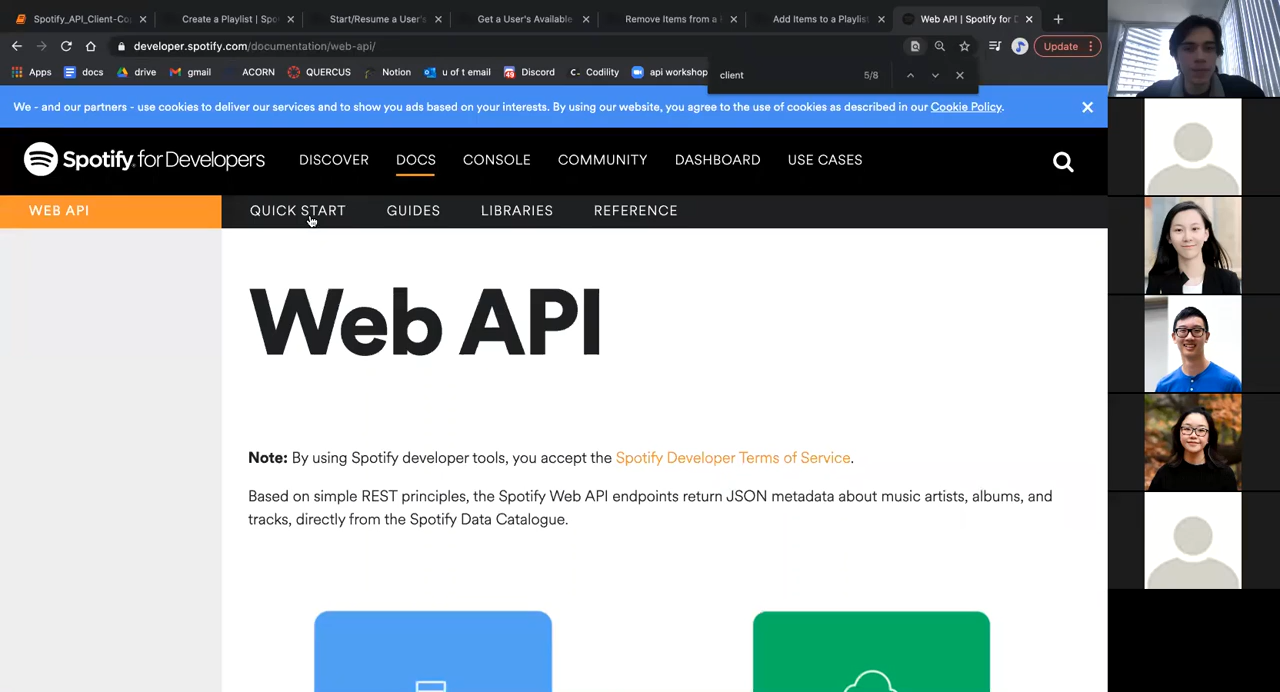 Spotify_API_Client-Co
Create a Playlist | Spo
Start/Resume a User's
Get a User's Available
Remove Items from a
Add Items to a Playlis
Web API | Spotify for D
developer.spotify.com/documentation/web-api/
Update
Apps
docs
drive
gmail
ACORN
QUERCUS
Notion
u of t email
Discord
Codility
api workshop
client
5/8
We - and our partners - use cookies to deliver our services and to show you ads based on your interests. By using our website, you agree to the use of cookies as described in our Cookie Policy.
Spotify for Developers
DISCOVER
DOCS
CONSOLE
COMMUNITY
DASHBOARD
USE CASES
WEB API
QUICK START
GUIDES
LIBRARIES
REFERENCE
Web API
Note: By using Spotify developer tools, you accept the Spotify Developer Terms of Service.
Based on simple REST principles, the Spotify Web API endpoints return JSON metadata about music artists, albums, and
tracks, directly from the Spotify Data Catalogue.